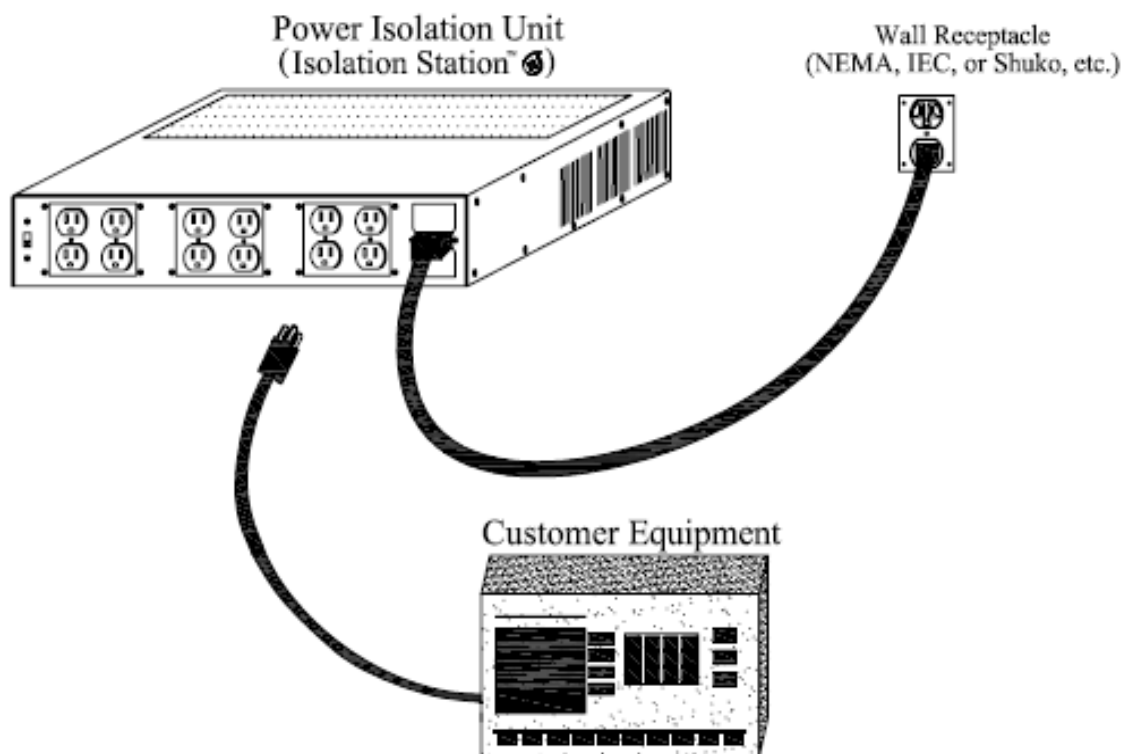 Power Isolation Unit
(Isolation Station™)
Wall Receptacle
(NEMA, IEC, or Shuko, etc.)
Customer Equipment